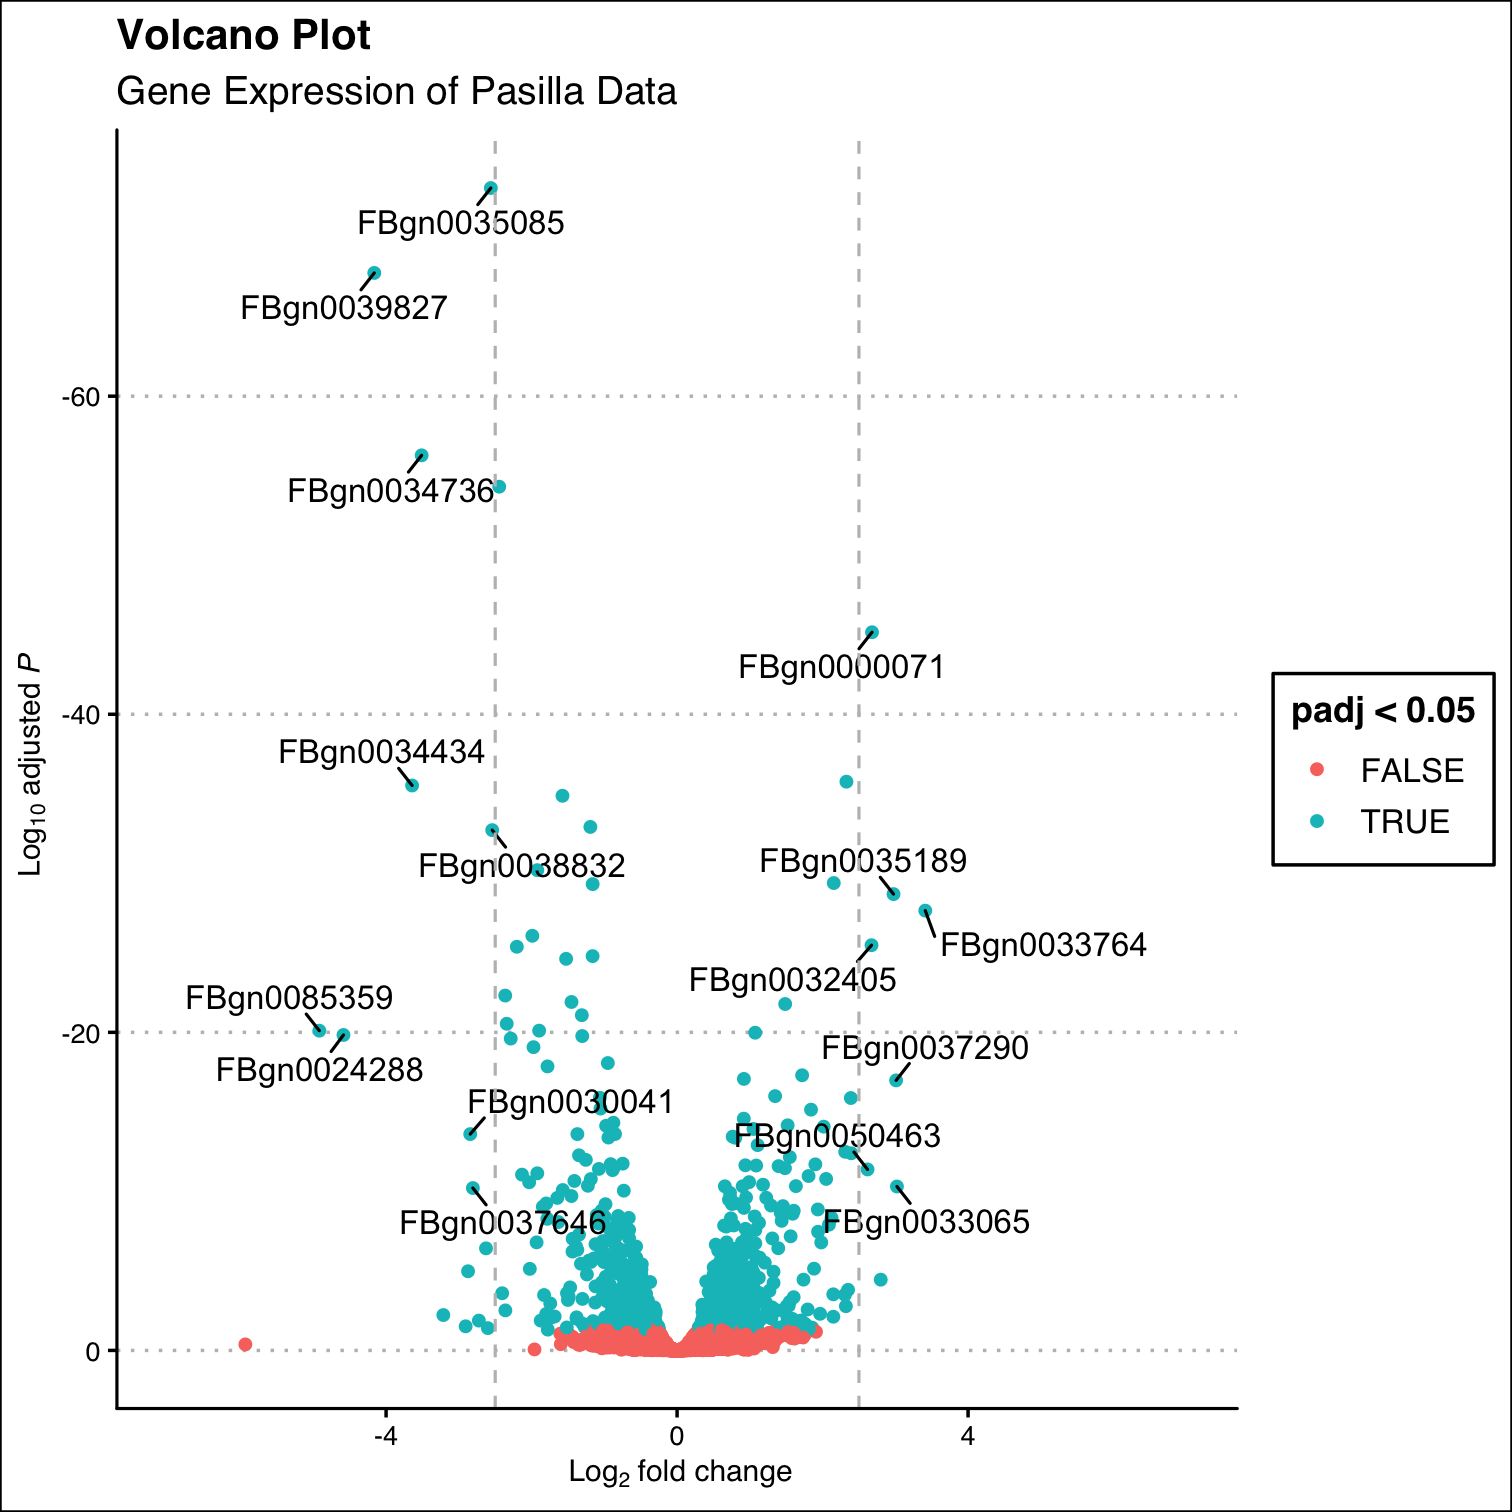 Volcano Plot
Gene Expression of Pasilla Data
FBgn0035085
FBgn0039827
-60
FBgn0034736
FBgn0000071
-40
FBgn0034434
FBgn0038832
FBgn0035189
FBgn0033764
FBgn0032405
FBgn0085359
-20
FBgn0024288
FBgn0037290
FBgn0030041
FBgn0050463
FBgn0037646
FBgn0033065
0
-4
0
4
Log2 fold change
Log10 adjusted P
padj < 0.05
FALSE
TRUE